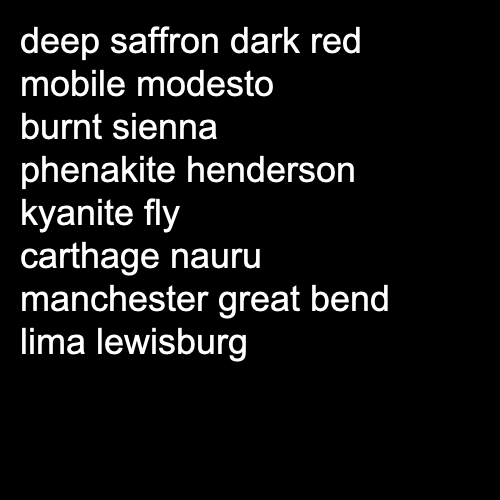 deep saffron dark red
mobile modesto
burnt sienna
phenakite henderson
kyanite fly
carthage nauru
manchester great bend
lima lewisburg